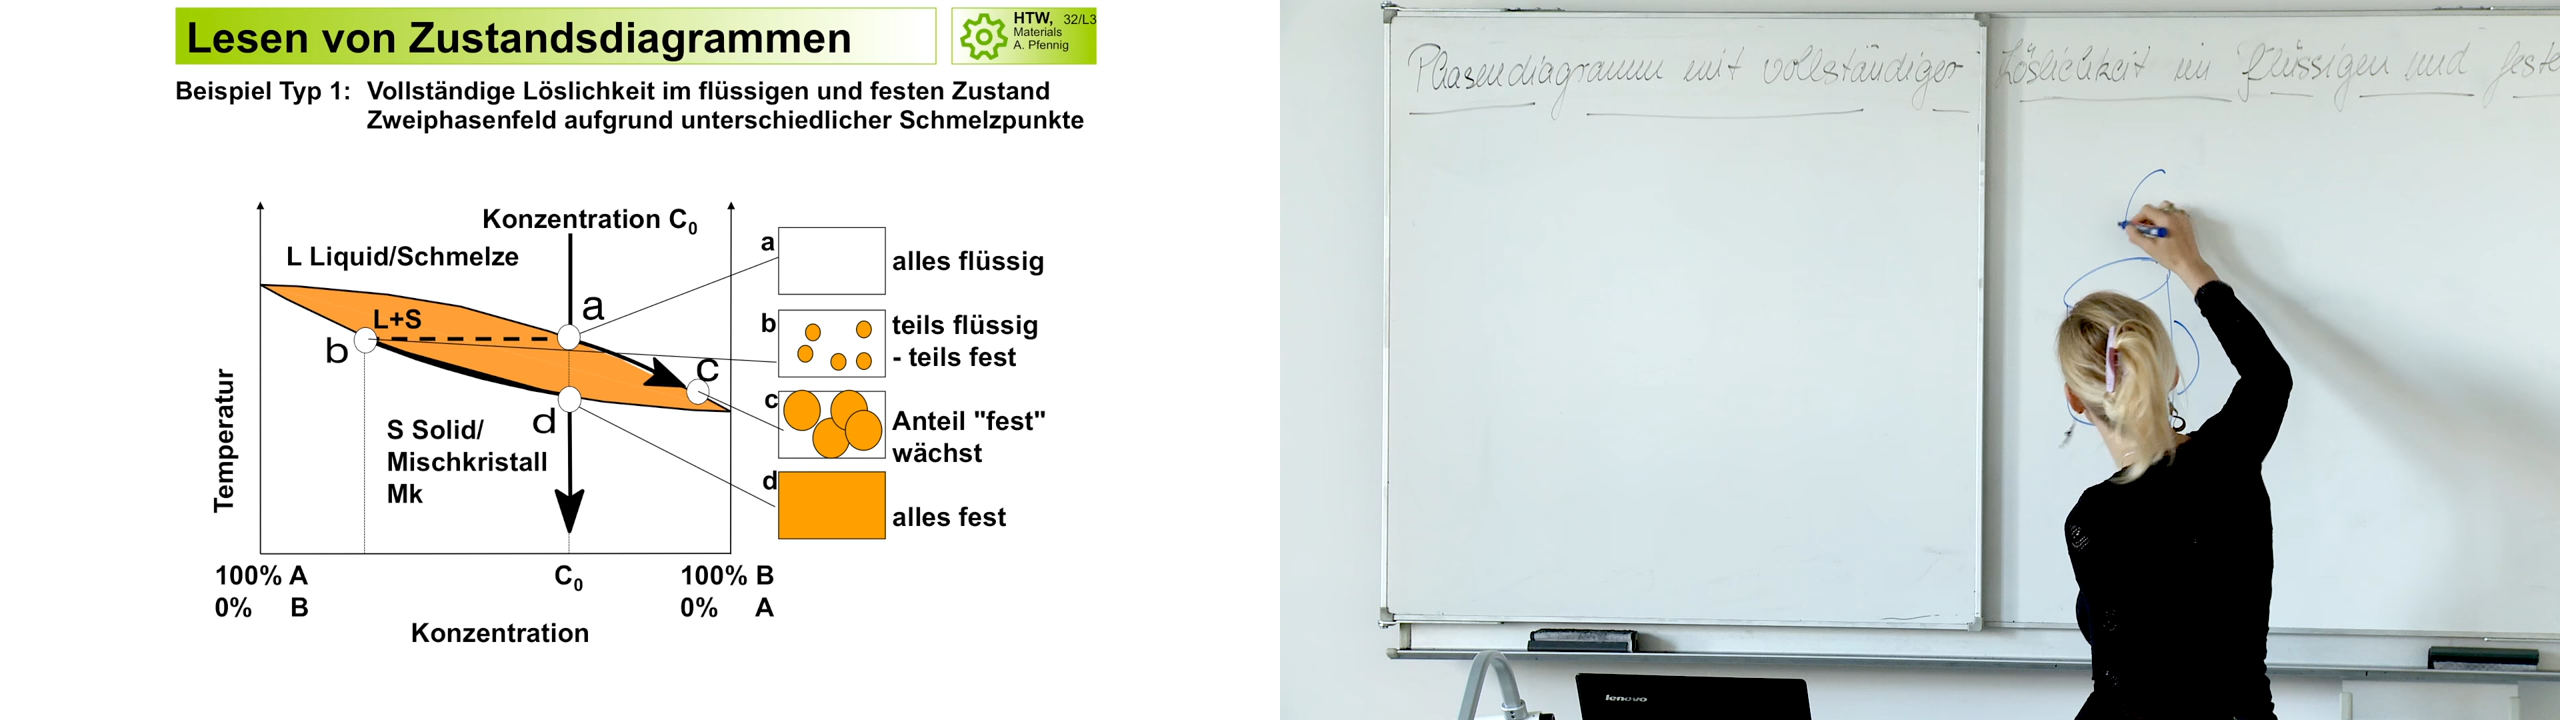 Lesen von Zustandsdiagrammen
HTW, 32/L3
Materials
A. Pfennig
Beispiel Typ 1: Vollständige Löslichkeit im flüssigen und festen Zustand
Zweiphasenfeld aufgrund unterschiedlicher Schmelzpunkte
Konzentration C0
L Liquid/Schmelze
a
L+S
b
c
d
S Solid/
Mischkristall
Mk
Temperatur
100% A
0% B
C0
100% B
0% A
Konzentration
a alles flüssig
b teils flüssig
- teils fest
c Anteil "fest"
wächst
d alles fest
Phasendiagramm mit vollständiger Löslichkeit im flüssigen und feste
lenovo